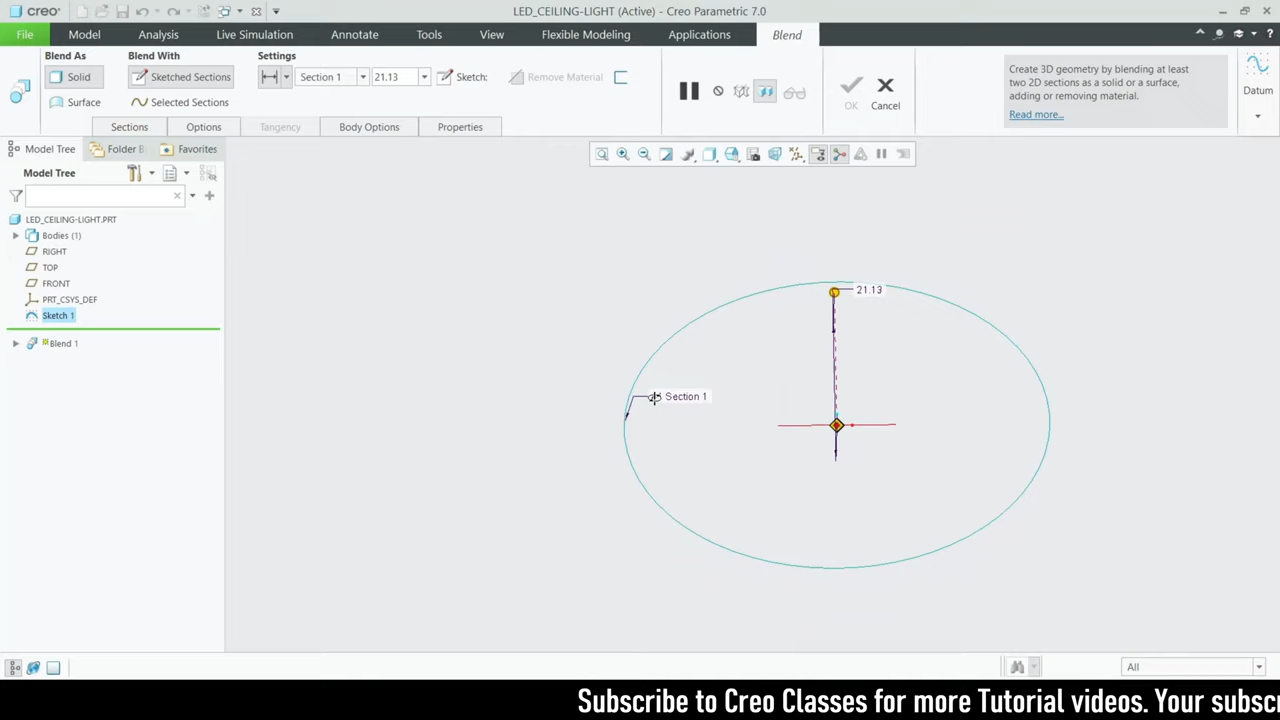 creo
LED_CEILING-LIGHT (Active) - Creo Parametric 7.0
File Model Analysis Live Simulation Annotate Tools View Flexible Modeling Applications Blend
Blend As Blend With Settings
Solid Sketched Sections Section 1 21.13 Sketch: Remove Material
Surface Selected Sections
OK Cancel
Create 3D geometry by blending at least
two 2D sections as a solid or a surface,
adding or removing material.
Read more...
Datum
Sections Options Tangency Body Options Properties
Model Tree Folder B Favorites
Model Tree
LED_CEILING-LIGHT.PRT
Bodies (1)
RIGHT
TOP
FRONT
PRT_CSYS_DEF
Sketch 1
Blend 1
21.13
Section 1
All
Subscribe to Creo Classes for more Tutorial videos. Your subsc